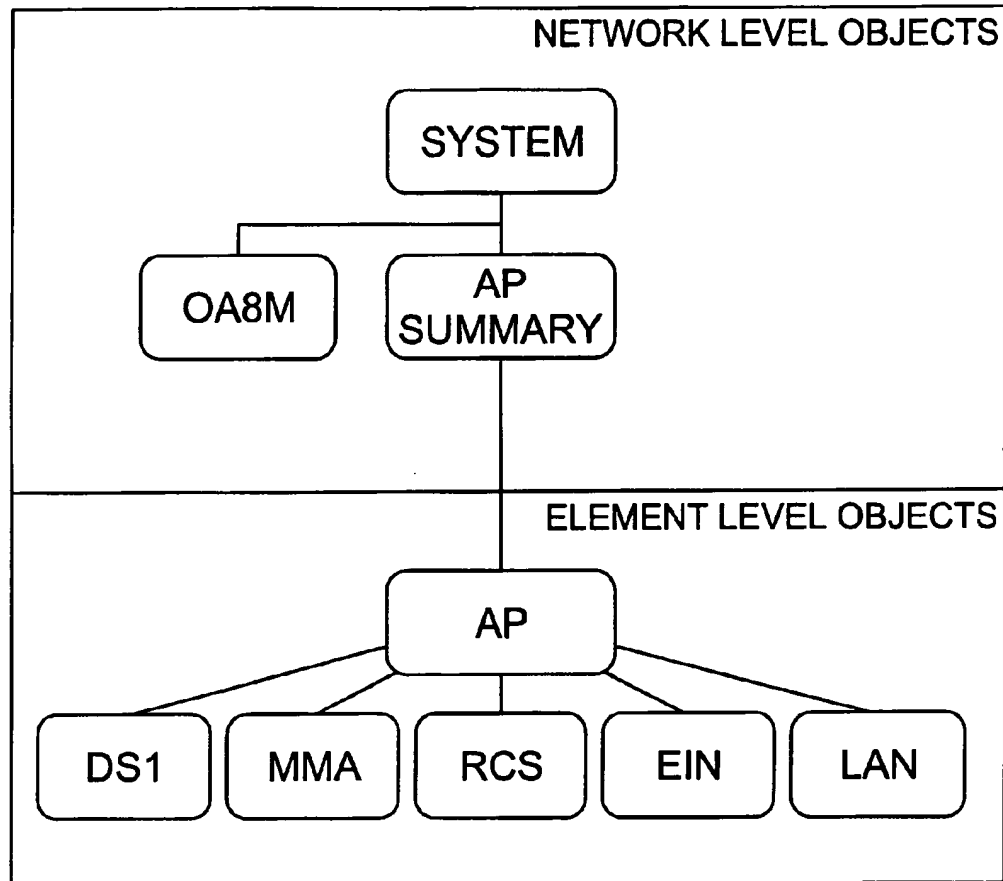 NETWORK LEVEL OBJECTS
SYSTEM
OA8M
AP
SUMMARY
ELEMENT LEVEL OBJECTS
AP
DS1
MMA
RCS
EIN
LAN